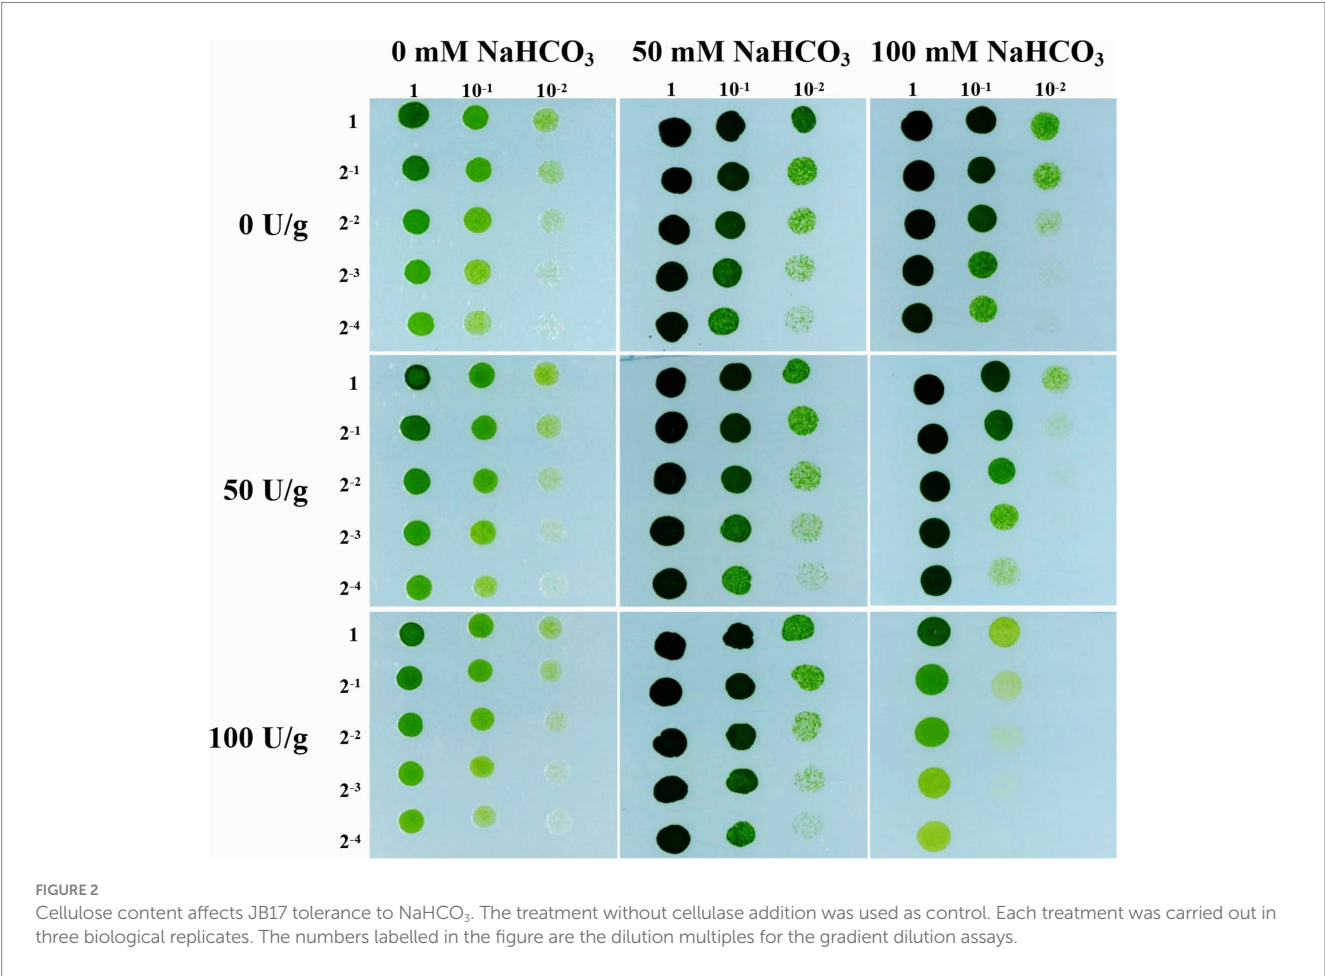 0 mM NaHCO₃ 50 mM NaHCO₃ 100 mM NaHCO₃
1 10⁻¹ 10⁻² 1 10⁻¹ 10⁻² 1 10⁻¹ 10⁻²
1
2⁻¹
0 U/g
2⁻²
2⁻³
2⁻⁴
1
2⁻¹
50 U/g
2⁻²
2⁻³
2⁻⁴
1
2⁻¹
100 U/g
2⁻²
2⁻³
2⁻⁴
FIGURE 2
Cellulose content affects JB17 tolerance to NaHCO₃. The treatment without cellulase addition was used as control. Each treatment was carried out in
three biological replicates. The numbers labelled in the figure are the dilution multiples for the gradient dilution assays.